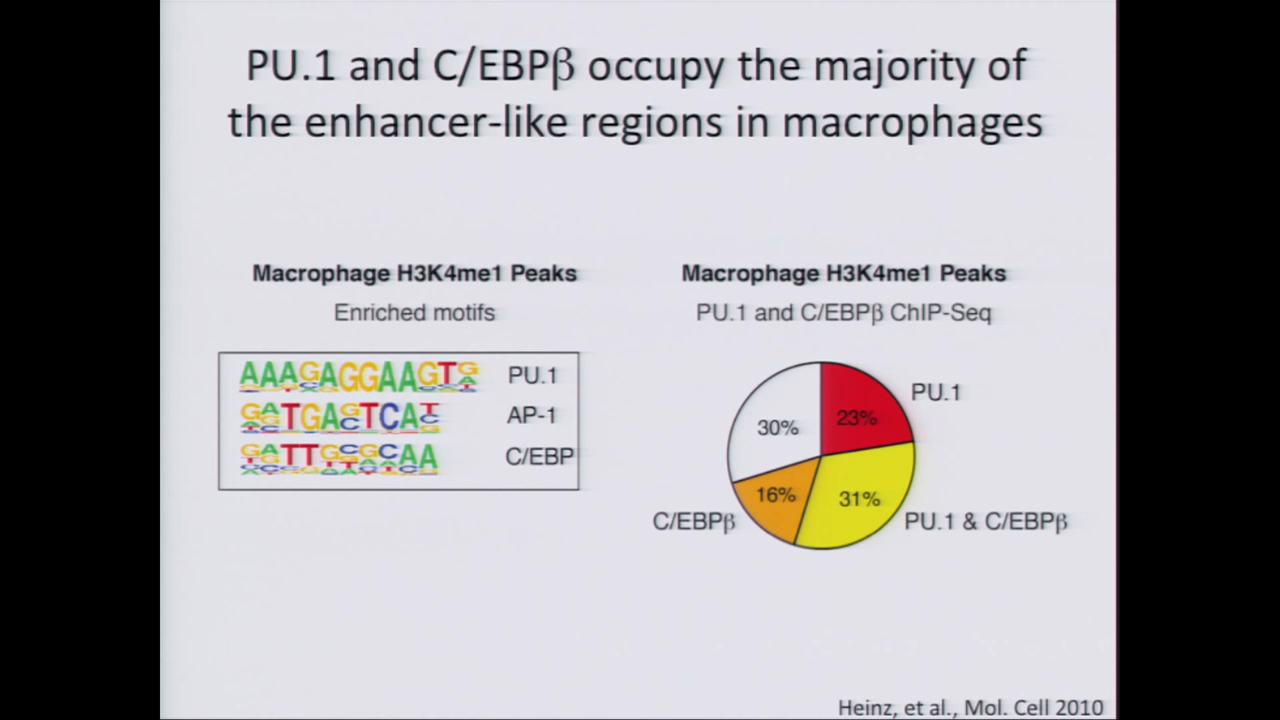 PU.1 and C/EBPβ occupy the majority of
the enhancer-like regions in macrophages
Macrophage H3K4me1 Peaks
Enriched motifs
PU.1
AP-1
C/EBP
Macrophage H3K4me1 Peaks
PU.1 and C/EBPβ ChIP-Seq
PU.1
23%
30%
16%
31%
C/EBPβ
PU.1 & C/EBPβ
Heinz, et al., Mol. Cell 2010